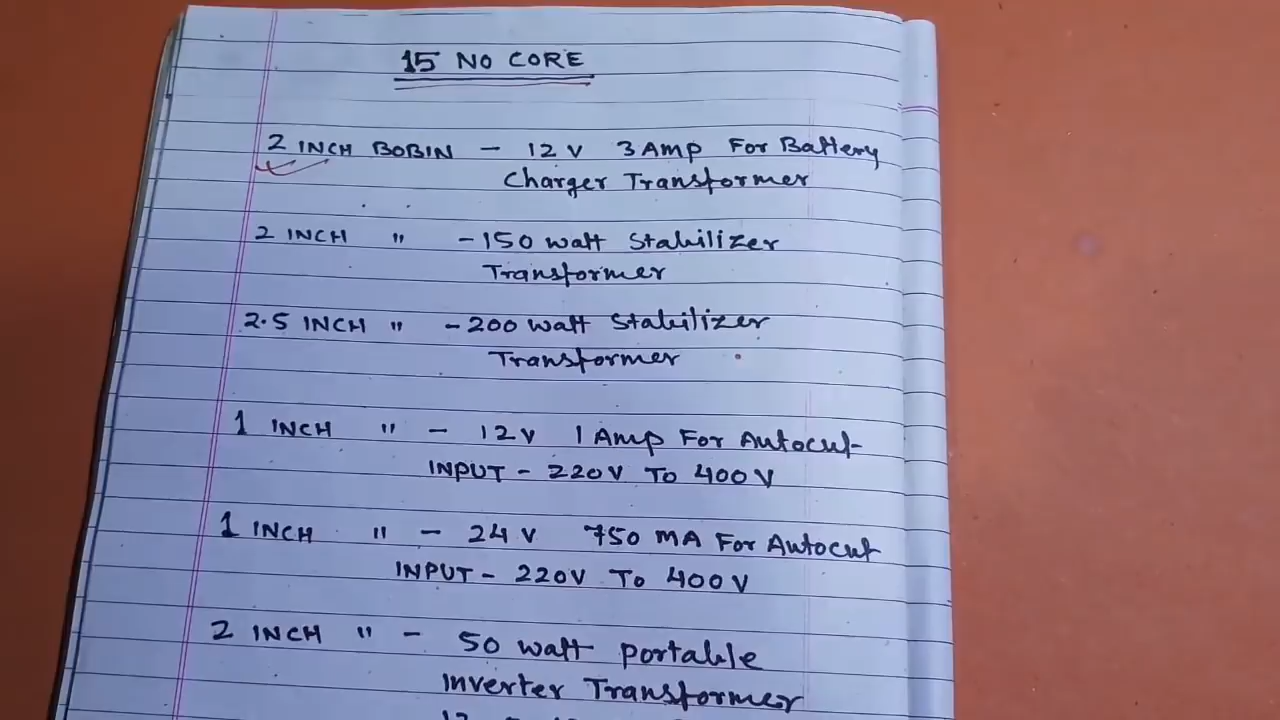 15 NO CORE
2 INCH BOBIN - 12 V 3 AMP FOR BATTERY
CHARGER TRANSFORMER
2 INCH " -150 WATT STABILIZER
TRANSFORMER
2.5 INCH " -200 WATT STABILIZER
TRANSFORMER
1 INCH " - 12 V 1 AMP FOR AUTOCUT
INPUT - 220V TO 400 V
1 INCH " - 24 V 750 MA FOR AUTOCUT
INPUT - 220V TO 400 V
2 INCH " - 50 WATT PORTABLE
INVERTER TRANSFORMER